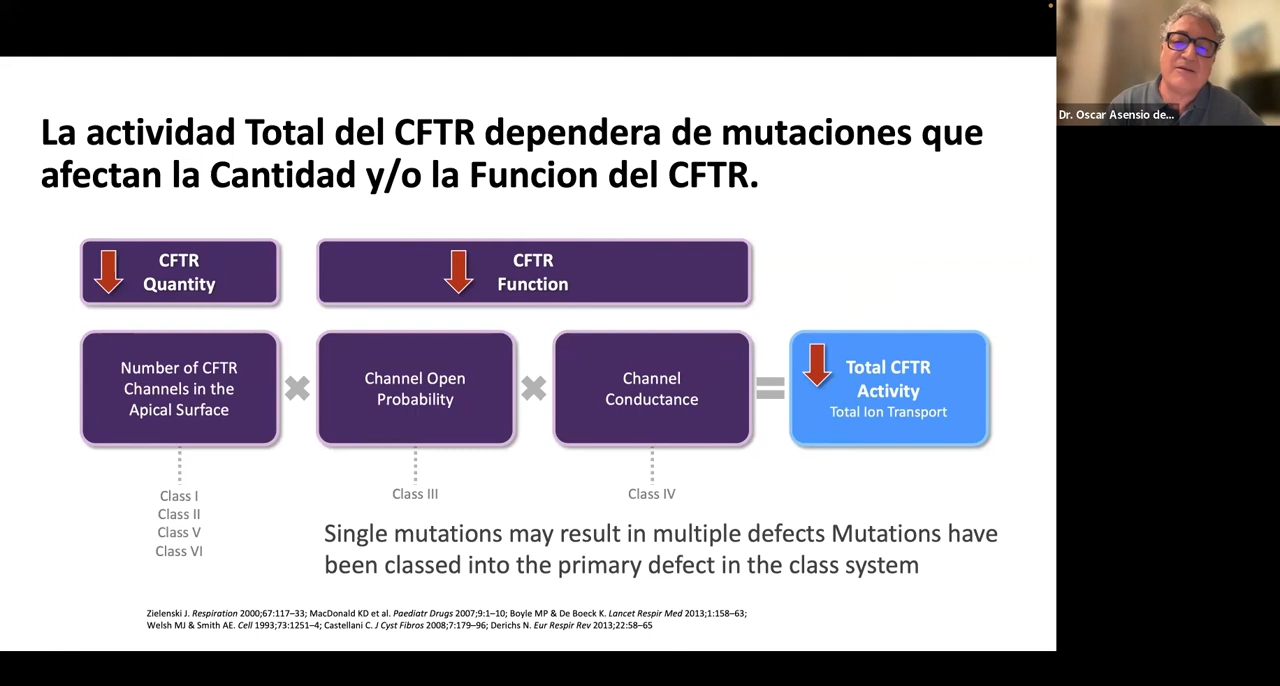 Dr. Oscar Asensio de...
La actividad Total del CFTR dependera de mutaciones que
afectan la Cantidad y/o la Funcion del CFTR.
CFTR
Quantity
CFTR
Function
Number of CFTR
Channels in the
Apical Surface
Channel Open
Probability
Channel
Conductance
Total CFTR
Activity
Total Ion Transport
Class I
Class II
Class V
Class VI
Class III
Class IV
Single mutations may result in multiple defects Mutations have
been classed into the primary defect in the class system
Zielenski J. Respiration 2000;67:117–33; MacDonald KD et al. Paediatr Drugs 2007;9:1–10; Boyle MP & De Boeck K. Lancet Respir Med 2013;1:158–63;
Welsh MJ & Smith AE. Cell 1993;73:1251–4; Castellani C. J Cyst Fibros 2008;7:179–96; Derichs N. Eur Respir Rev 2013;22:58–65